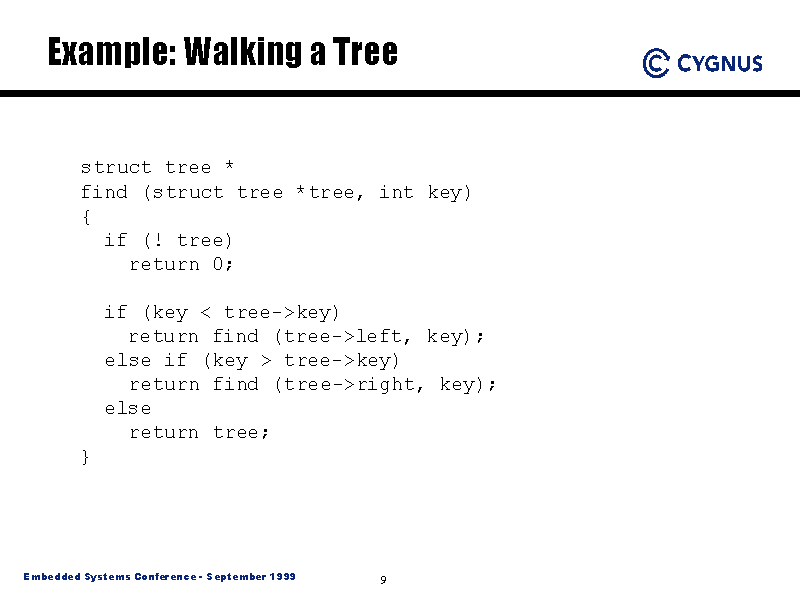 Example: Walking a Tree
CYGNUS
struct tree *
find (struct tree *tree, int key)
{
  if (! tree)
    return 0;

  if (key < tree->key)
    return find (tree->left, key);
  else if (key > tree->key)
    return find (tree->right, key);
  else
    return tree;
}
Embedded Systems Conference - September 1999
9